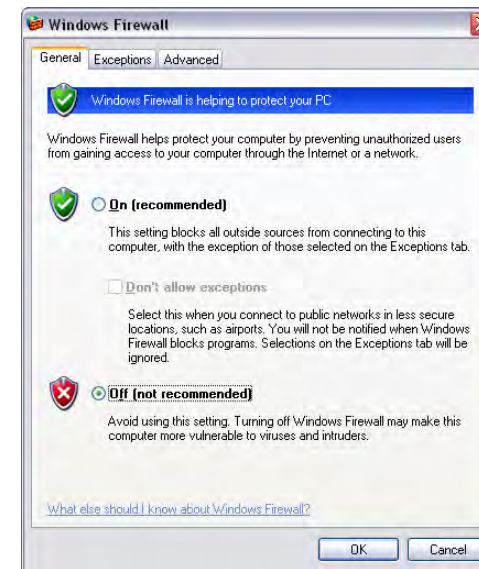 Windows Firewall
General Exceptions Advanced
Windows Firewall is helping to protect your PC
Windows Firewall helps protect your computer by preventing unauthorized users
from gaining access to your computer through the Internet or a network.
On (recommended)
This setting blocks all outside sources from connecting to this
computer, with the exception of those selected on the Exceptions tab.
Don't allow exceptions
Select this when you connect to public networks in less secure
locations, such as airports. You will not be notified when Windows
Firewall blocks programs. Selections on the Exceptions tab will be
ignored.
Off (not recommended)
Avoid using this setting. Turning off Windows Firewall may make this
computer more vulnerable to viruses and intruders.
What else should I know about Windows Firewall?
OK Cancel